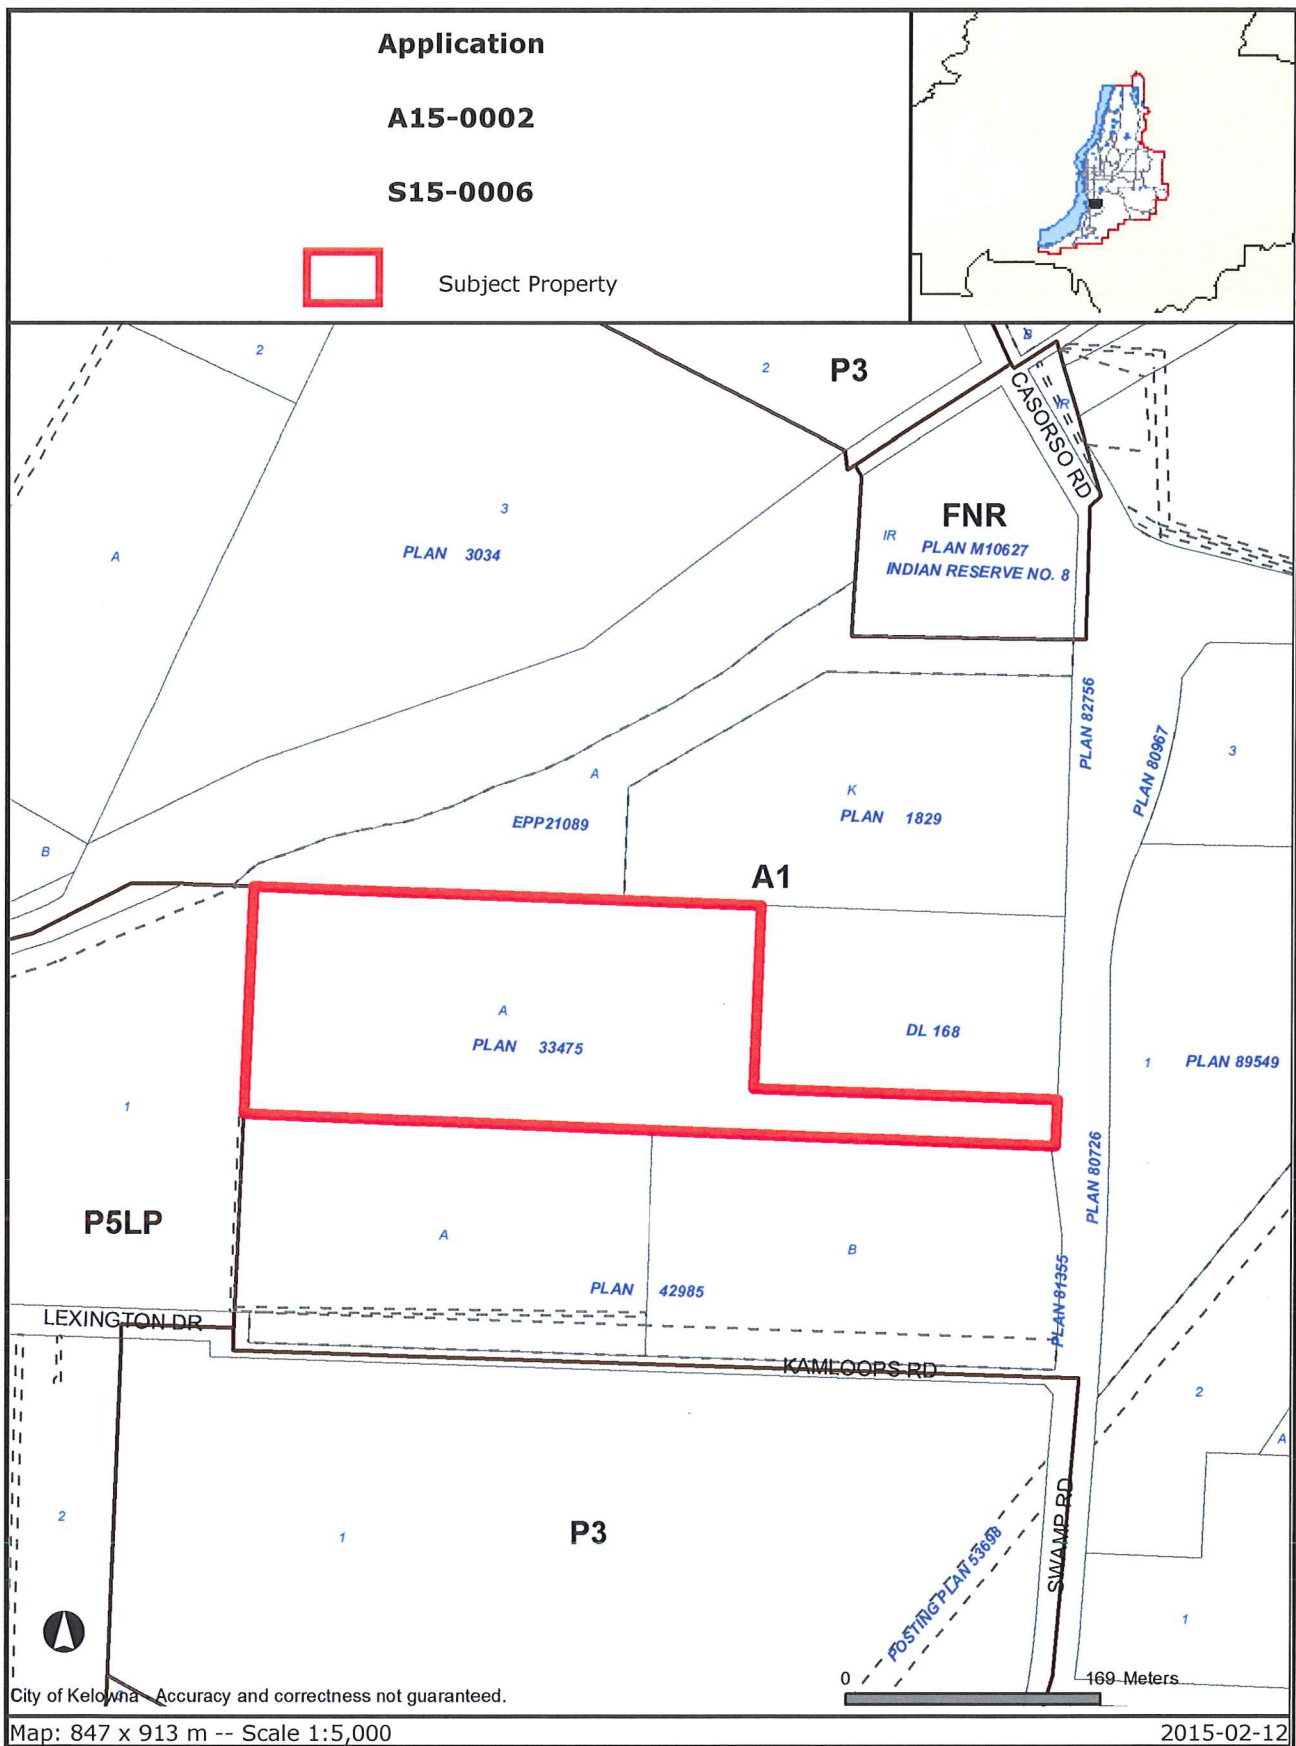 Application
A15-0002
S15-0006
Subject Property
2
2
P3
B
CASORSO RD
IR
3
PLAN 3034
A
FNR
IR
PLAN M10627
INDIAN RESERVE NO. 8
PLAN 82756
PLAN 80967
3
A
EPP21089
K
PLAN 1829
B
A1
A
PLAN 33475
DL 168
1
PLAN 89549
1
PLAN 80726
P5LP
A
B
PLAN 42985
PLAN 81355
LEXINGTON DR
KAMLOOPS RD
2
A
2
1
P3
SWAMP RD
POSTING PLAN 53698
1
0
169 Meters
City of Kelowna - Accuracy and correctness not guaranteed.
Map: 847 x 913 m -- Scale 1:5,000
2015-02-12